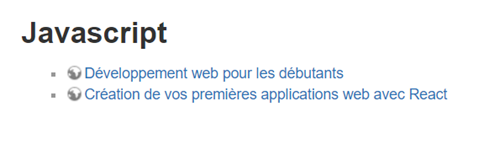 Javascript
Développement web pour les débutants
Création de vos premières applications web avec React